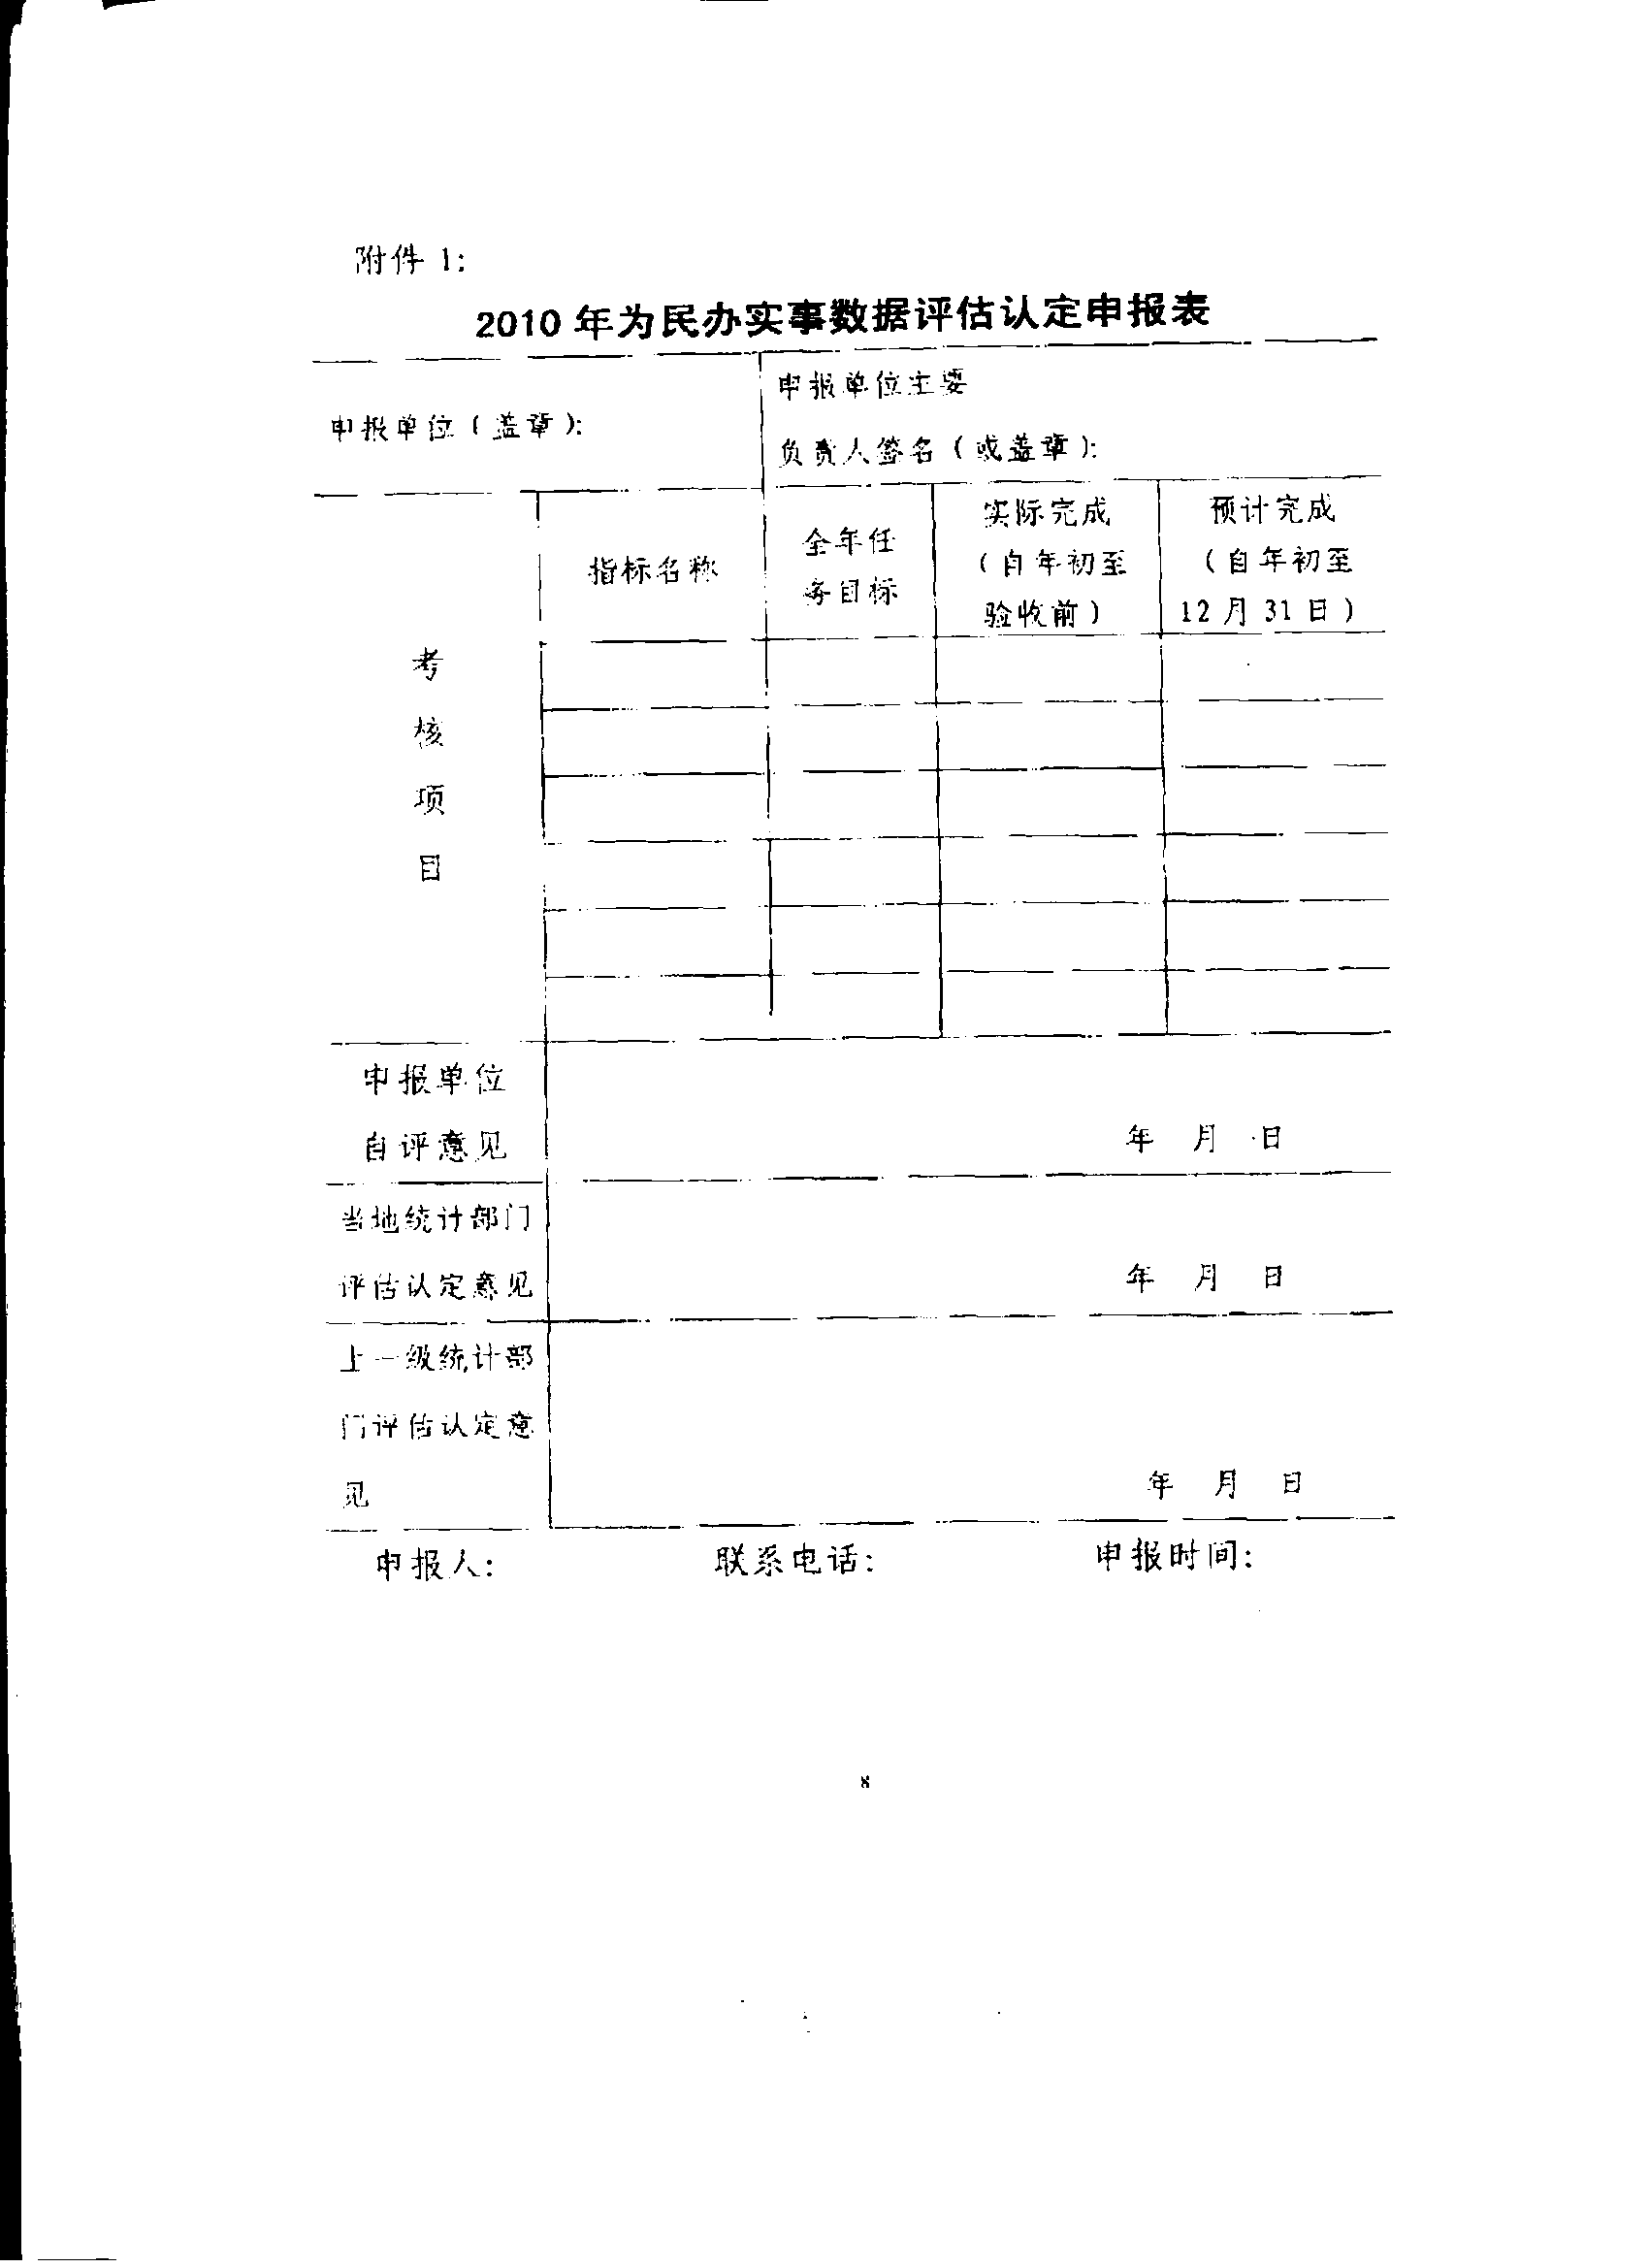 附件 1:
2010 年为民办实事数据评估认定申报表
申报单位（盖章）:
申报单位主要
负责人签名（或盖章）:
考
核
项
目
指标名称
全年任
务目标
实际完成
（自年初至
验收前）
预计完成
（自年初至
12 月 31 日）
申报单位
自评意见
年 月 日
当地统计部门
评估认定意见
年 月 日
上一级统计部
门评估认定意
见
年 月 日
申报人: 联系电话: 申报时间:
8